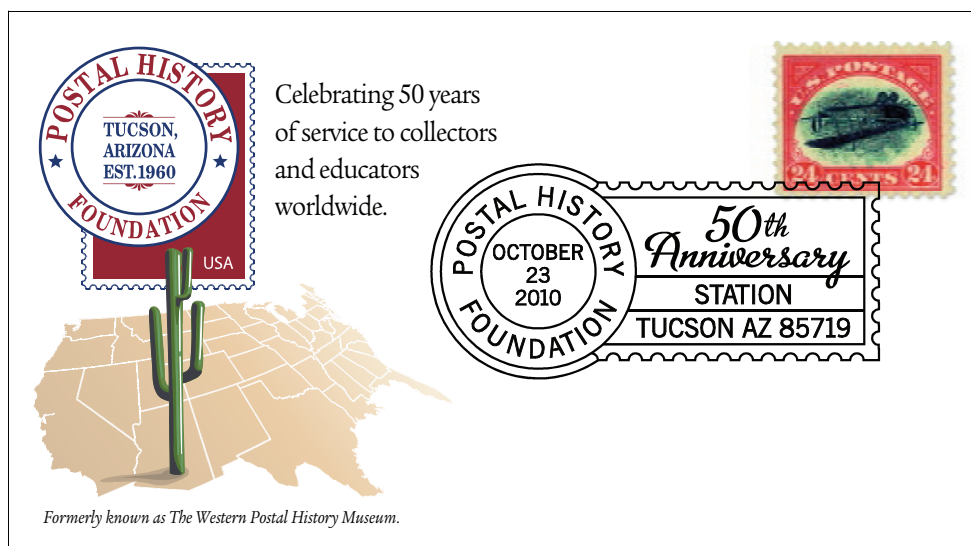 POSTAL HISTORY
TUCSON,
ARIZONA
EST.1960
FOUNDATION
USA
Celebrating 50 years
of service to collectors
and educators
worldwide.
U.S. POSTAGE
24 CENTS 24
POSTAL HISTORY
OCTOBER
23
2010
FOUNDATION
50th
Anniversary
STATION
TUCSON AZ 85719
Formerly known as The Western Postal History Museum.